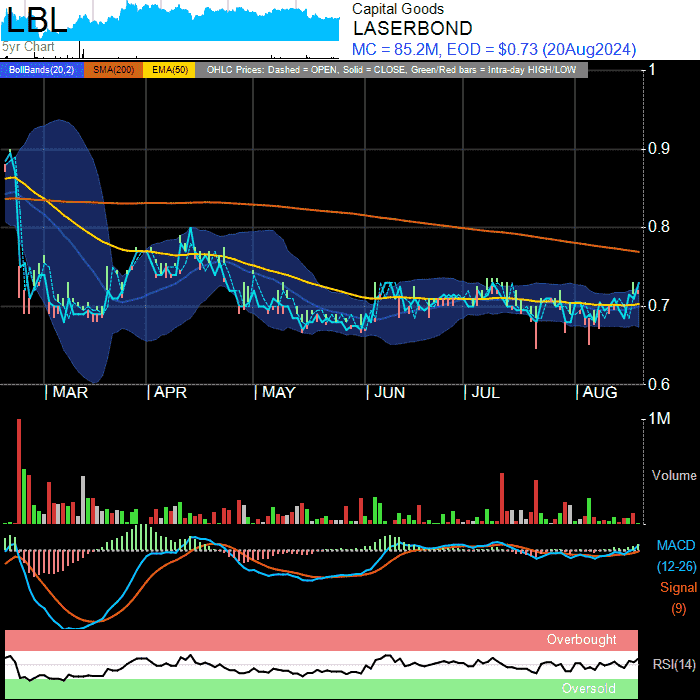 LBL
5yr Chart
Capital Goods
LASERBOND
MC = 85.2M, EOD = $0.73 (20Aug2024)
BollBands(20,2) SMA(200) EMA(50) OHLC Prices: Dashed = OPEN, Solid = CLOSE, Green/Red bars = Intra-day HIGH/LOW
1
0.9
0.8
0.7
0.6
MAR APR MAY JUN JUL AUG
1M
Volume
MACD
(12-26)
Signal
(9)
Overbought
RSI(14)
Oversold